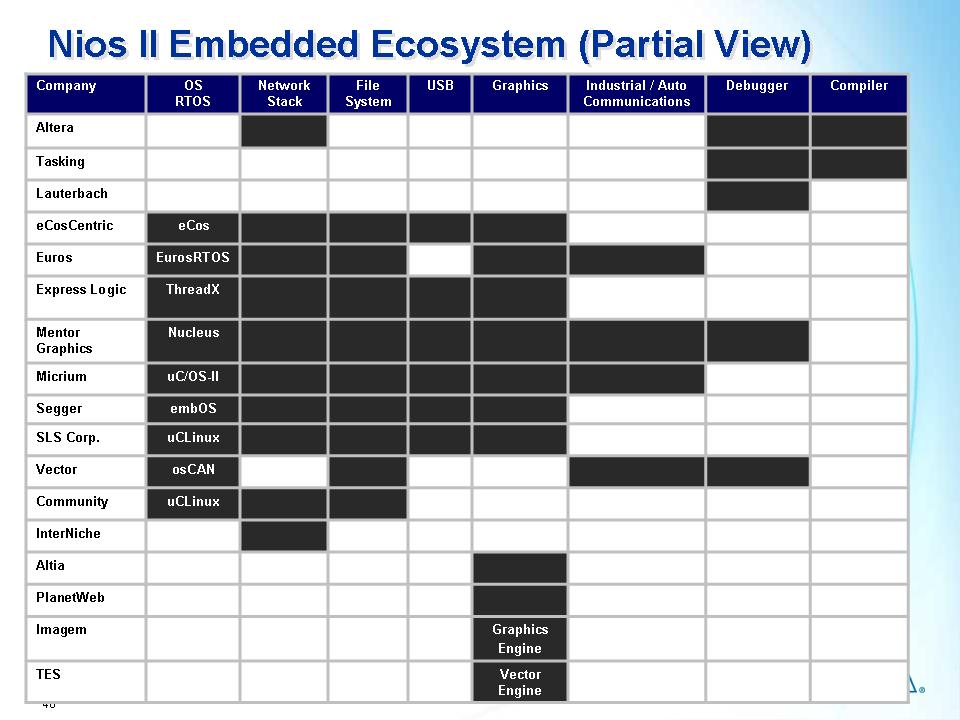 Nios II Embedded Ecosystem (Partial View)
Company OS RTOS Network Stack File System USB Graphics Industrial / Auto Communications Debugger Compiler
Altera
Tasking
Lauterbach
eCosCentric eCos
Euros EurosRTOS
Express Logic ThreadX
Mentor Graphics Nucleus
Micrium uC/OS-II
Segger embOS
SLS Corp. uCLinux
Vector osCAN
Community uCLinux
InterNiche
Altia
PlanetWeb
Imagem Graphics Engine
TES Vector Engine